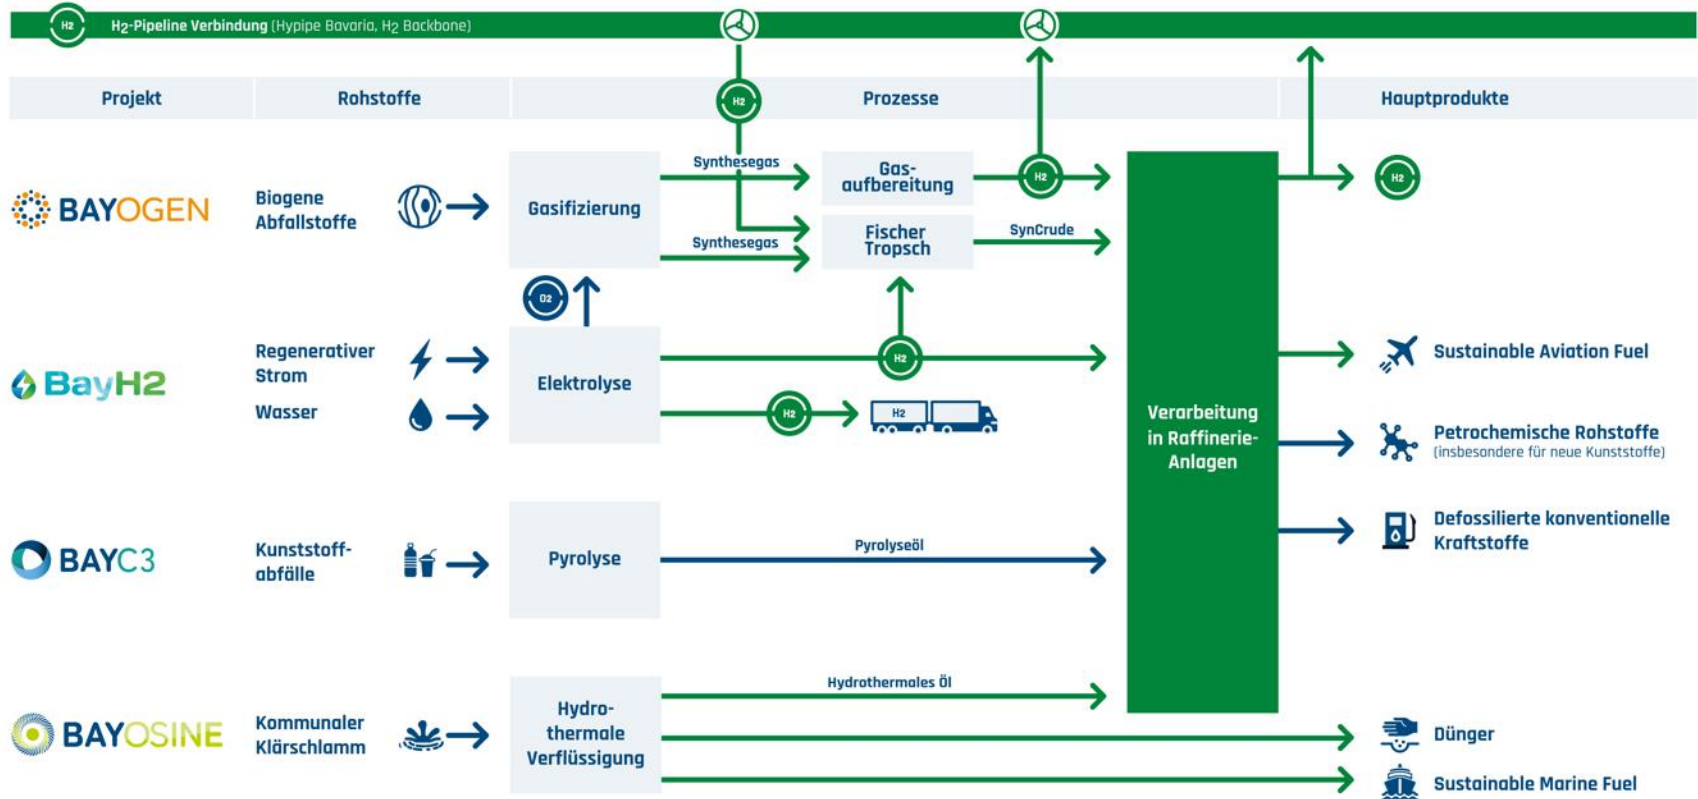 H2
H2-Pipeline Verbindung (Hypipe Bavaria, H2 Backbone)
Projekt
Rohstoffe
H2
Prozesse
Hauptprodukte
BAYOGEN
Biogene
Abfallstoffe
Gasifizierung
Synthesegas
Synthesegas
Gas-
aufbereitung
H2
Fischer
Tropsch
SynCrude
H2
O2
BayH2
Regenerativer
Strom
Wasser
Elektrolyse
H2
H2
H2
Verarbeitung
in Raffinerie-
Anlagen
Sustainable Aviation Fuel
Petrochemische Rohstoffe
(insbesondere für neue Kunststoffe)
Defossilierte konventionelle
Kraftstoffe
BAYC3
Kunststoff-
abfälle
Pyrolyse
Pyrolyseöl
BAYOSINE
Kommunaler
Klärschlamm
Hydro-
thermale
Verflüssigung
Hydrothermales Öl
Dünger
Sustainable Marine Fuel